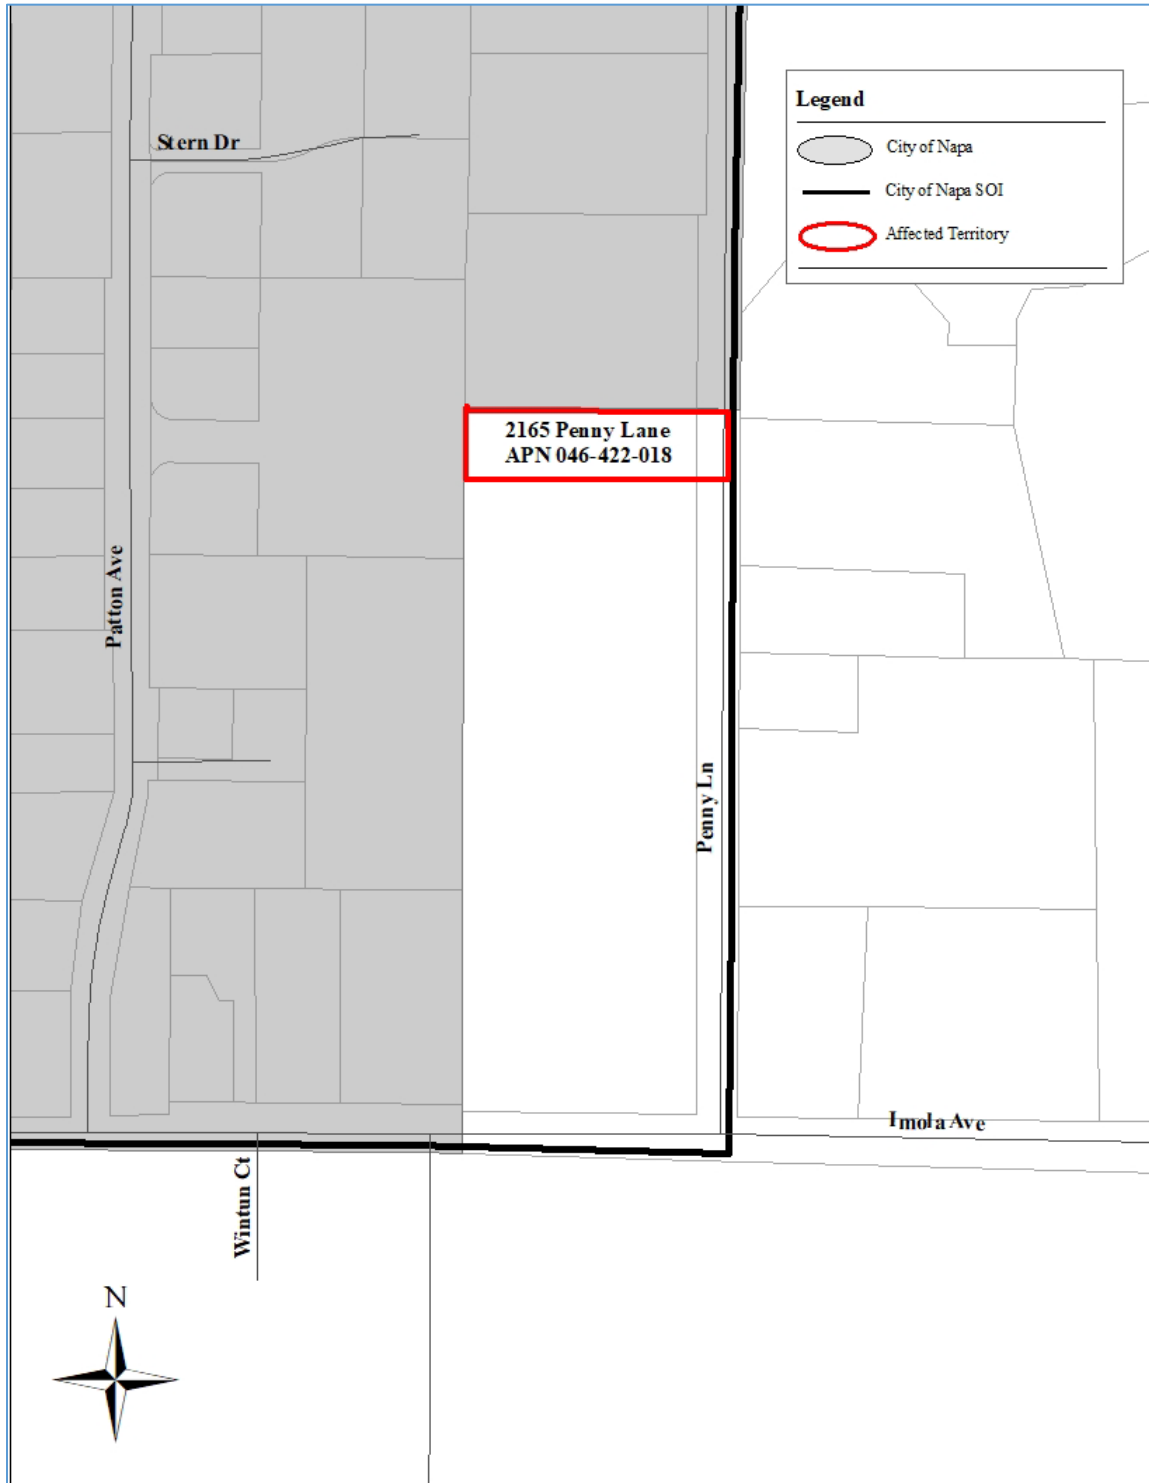 Stern Dr
Legend
City of Napa
City of Napa SOI
Affected Territory
2165 Penny Lane
APN 046-422-018
Patton Ave
Penny Ln
Imola Ave
Wintun Ct
N